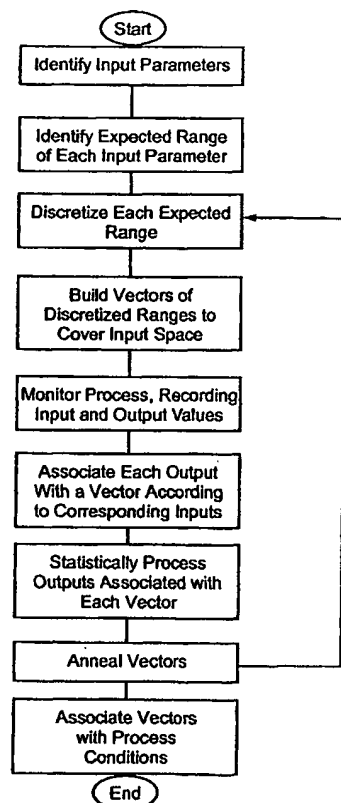 Start
Identify Input Parameters
Identify Expected Range
of Each Input Parameter
Discretize Each Expected
Range
Build Vectors of
Discretized Ranges to
Cover Input Space
Monitor Process, Recording
Input and Output Values
Associate Each Output
With a Vector According
to Corresponding Inputs
Statistically Process
Outputs Associated with
Each Vector
Anneal Vectors
Associate Vectors
with Process
Conditions
End